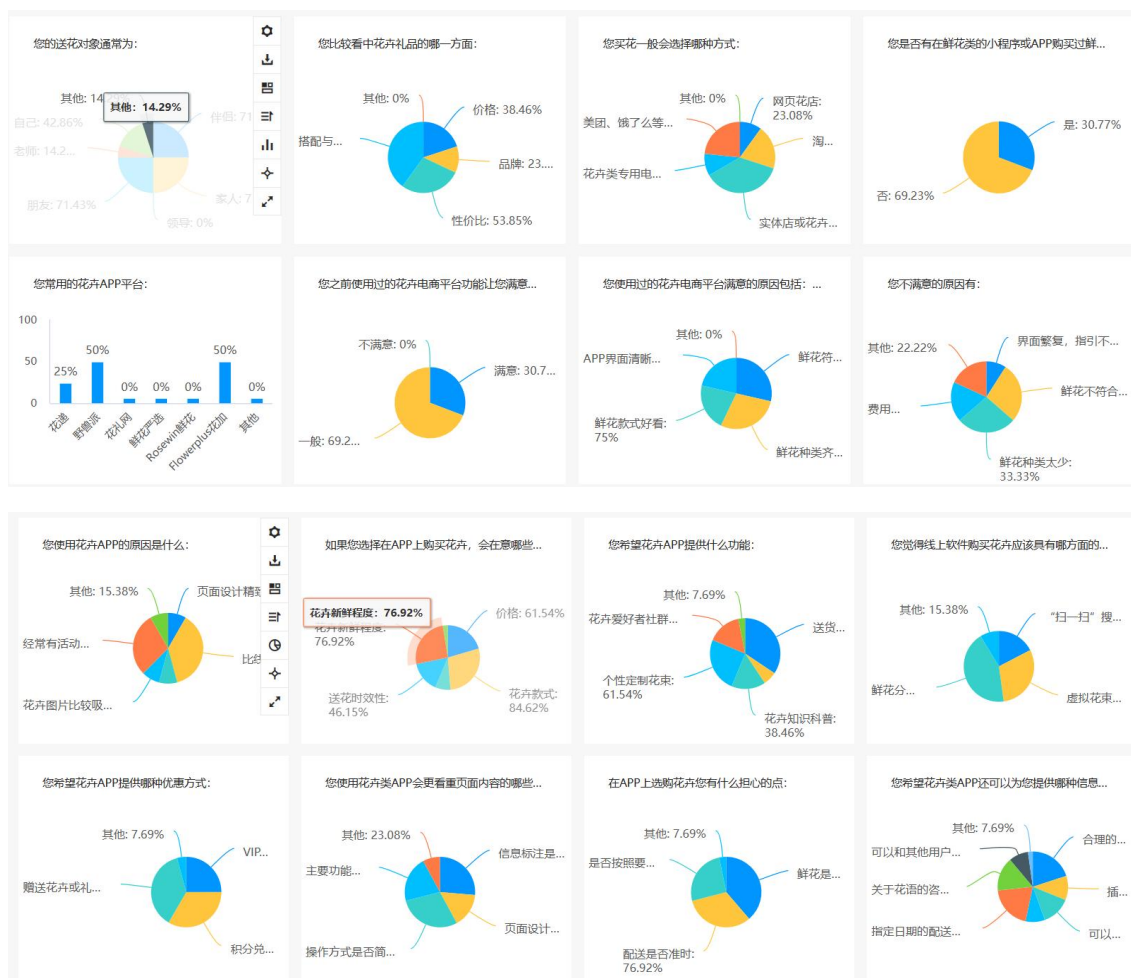 您的送花对象通常为：
其他: 14.29%
自己: 42.86%
伴侣: 71
老师: 14.2...
朋友: 71.43%
家人: 7
领导: 0%
您比较看中花卉礼品的哪一方面：
其他: 0%
价格: 38.46%
搭配与...
品牌: 23....
性价比: 53.85%
您买花一般会选择哪种方式：
其他: 0%
网页花店:
23.08%
美团、饿了么等...
淘...
花卉类专用电...
实体店或花卉...
您是否有在鲜花类的小程序或APP购买过鲜...
是: 30.77%
否: 69.23%
您常用的花卉APP平台：
100
50
0
25%
50%
0%
0%
0%
50%
0%
花递
野兽派
花礼网
鲜花严选
Rosewin鲜花
Flowerplus花加
其他
您之前使用过的花卉电商平台功能让您满意...
不满意: 0%
满意: 30.7...
一般: 69.2...
您使用过的花卉电商平台满意的原因包括：...
其他: 0%
APP界面清晰...
鲜花符...
鲜花款式好看:
75%
鲜花种类齐...
您不满意的原因有：
其他: 22.22%
界面繁复，指引不...
鲜花不符合...
费用...
鲜花种类太少:
33.33%
您使用花卉APP的原因是什么：
其他: 15.38%
页面设计精致
经常有活动...
比线
花卉图片比较吸...
如果您选择在APP上购买花卉，会在意哪些...
花卉新鲜程度: 76.92%
价格: 61.54%
花卉新鲜程度:
76.92%
送花时效性:
46.15%
花卉款式:
84.62%
您希望花卉APP提供什么功能：
其他: 7.69%
花卉爱好者社群...
送货...
个性定制花束:
61.54%
花卉知识科普:
38.46%
您觉得线上软件购买花卉应该具有哪方面的...
其他: 15.38%
“扫一扫”搜...
鲜花分...
虚拟花束...
您希望花卉APP提供哪种优惠方式：
其他: 7.69%
VIP...
赠送花卉或礼...
积分兑...
您使用花卉类APP会更看重页面内容的哪些...
其他: 23.08%
信息标注是...
主要功能...
页面设计...
操作方式是否简...
在APP上选购花卉您有什么担心的点：
其他: 7.69%
是否按照要...
鲜花是...
配送是否准时:
76.92%
您希望花卉类APP还可以为您提供哪种信息...
其他: 7.69%
合理的...
可以和其他用户...
关于花语的咨...
插...
指定日期的配送...
可以...